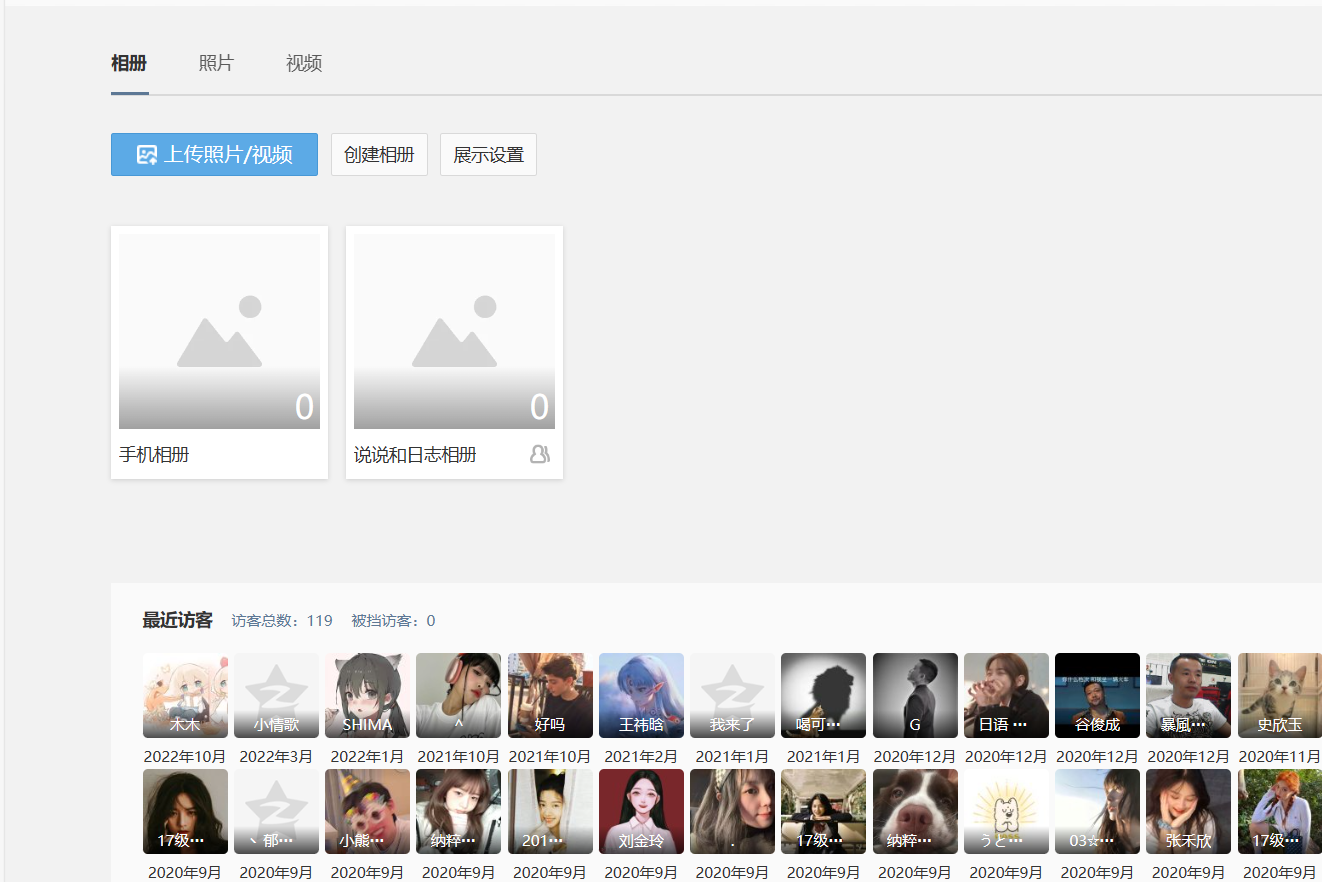 相册 照片 视频
上传照片/视频 创建相册 展示设置
0 0
手机相册 说说和日志相册
最近访客 访客总数：119 被挡访客：0
木木 小情歌 SHIMA ^ 好吗 王祎晗 我来了 喝可… G 日语 … 谷俊成 暴風… 史欣玉
2022年10月 2022年3月 2022年1月 2021年10月 2021年10月 2021年2月 2021年1月 2021年1月 2020年12月 2020年12月 2020年12月 2020年12月 2020年11月
17级… 丶郁… 小熊… 纳粹… 201… 刘金玲 . 17级… 纳粹… うと… 03☆… 张禾欣 17级…
2020年9月 2020年9月 2020年9月 2020年9月 2020年9月 2020年9月 2020年9月 2020年9月 2020年9月 2020年9月 2020年9月 2020年9月 2020年9月